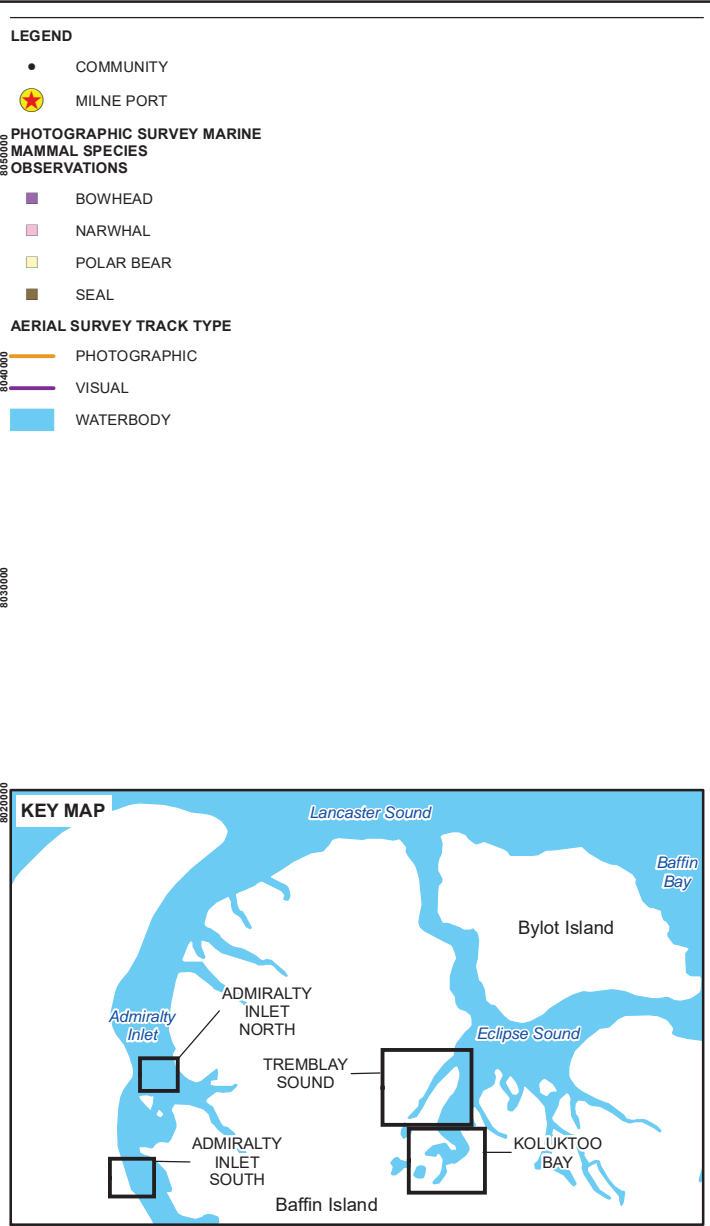 LEGEND
COMMUNITY
MILNE PORT
8050000
PHOTOGRAPHIC SURVEY MARINE
MAMMAL SPECIES
OBSERVATIONS
BOWHEAD
NARWHAL
POLAR BEAR
SEAL
AERIAL SURVEY TRACK TYPE
8040000
PHOTOGRAPHIC
VISUAL
WATERBODY
8030000
8020000
KEY MAP
Lancaster Sound
Baffin
Bay
Bylot Island
ADMIRALTY
INLET
NORTH
Admiralty
Inlet
Eclipse Sound
TREMBLAY
SOUND
ADMIRALTY
INLET
SOUTH
KOLUKTOO
BAY
Baffin Island